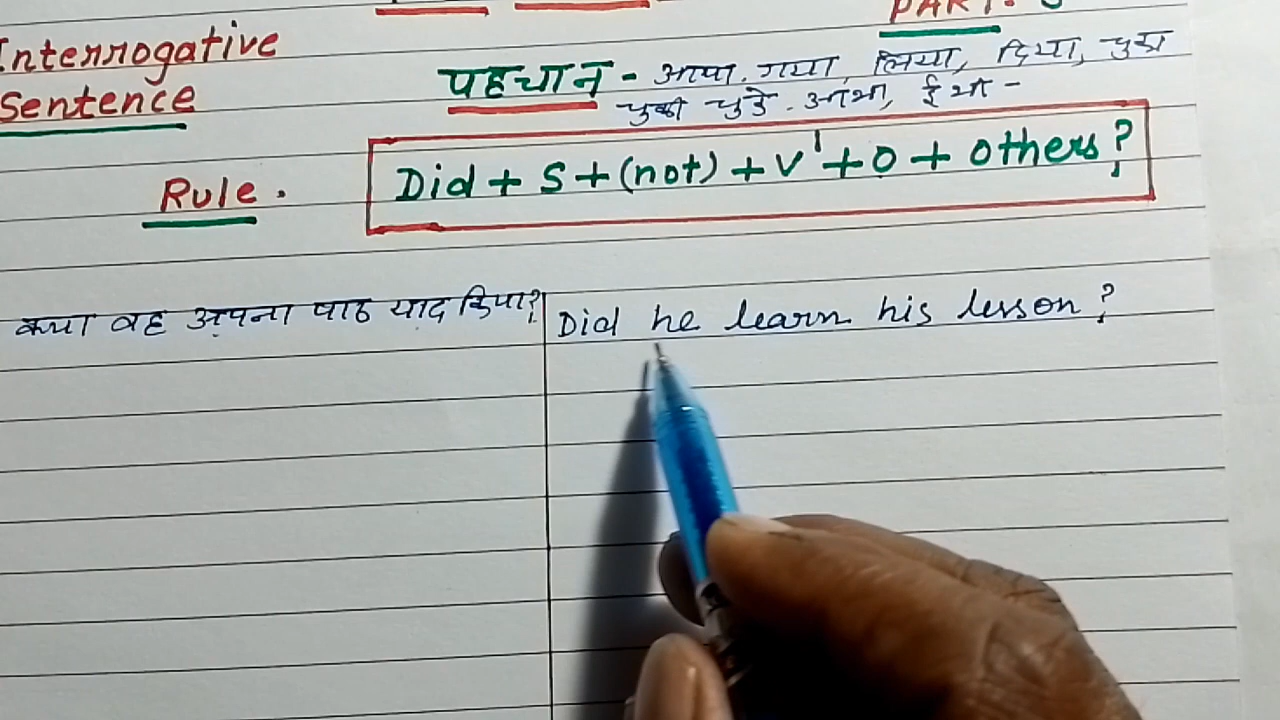 Interrogative
Sentence
पहचान - आया, गया, लिया, दिया, चुका
चुकी चुके
Rule. Did + S + (not) + V¹ + O + Others?
क्या वह अपना पाठ याद किया? Did he learn his lesson?